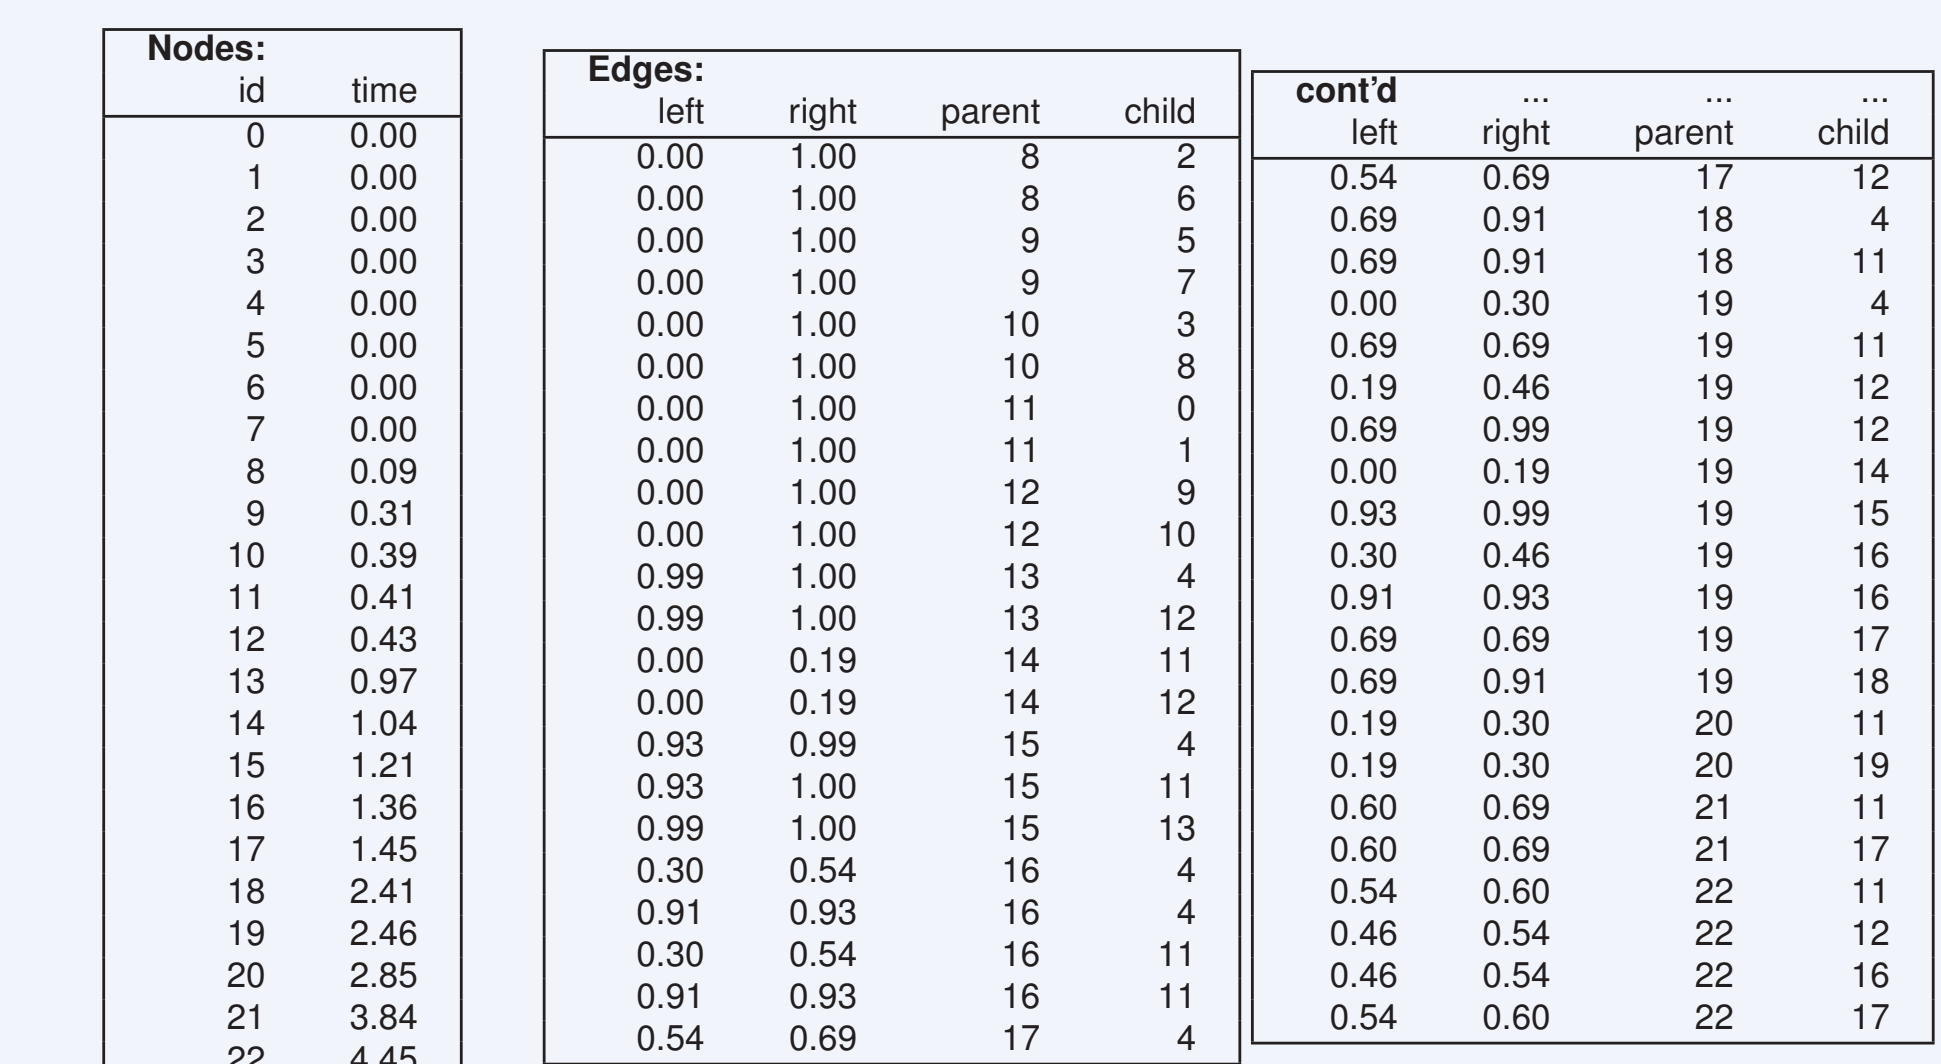 Nodes:
id time
0 0.00
1 0.00
2 0.00
3 0.00
4 0.00
5 0.00
6 0.00
7 0.00
8 0.09
9 0.31
10 0.39
11 0.41
12 0.43
13 0.97
14 1.04
15 1.21
16 1.36
17 1.45
18 2.41
19 2.46
20 2.85
21 3.84
22 4.45
Edges:
left right parent child
0.00 1.00 8 2
0.00 1.00 8 6
0.00 1.00 9 5
0.00 1.00 9 7
0.00 1.00 10 3
0.00 1.00 10 8
0.00 1.00 11 0
0.00 1.00 11 1
0.00 1.00 12 9
0.00 1.00 12 10
0.99 1.00 13 4
0.99 1.00 13 12
0.00 0.19 14 11
0.00 0.19 14 12
0.93 0.99 15 4
0.93 1.00 15 11
0.99 1.00 15 13
0.30 0.54 16 4
0.91 0.93 16 4
0.30 0.54 16 11
0.91 0.93 16 11
0.54 0.69 17 4
cont'd ... ... ...
left right parent child
0.54 0.69 17 12
0.69 0.91 18 4
0.69 0.91 18 11
0.00 0.30 19 4
0.69 0.69 19 11
0.19 0.46 19 12
0.69 0.99 19 12
0.00 0.19 19 14
0.93 0.99 19 15
0.30 0.46 19 16
0.91 0.93 19 16
0.69 0.69 19 17
0.69 0.91 19 18
0.19 0.30 20 11
0.19 0.30 20 19
0.60 0.69 21 11
0.60 0.69 21 17
0.54 0.60 22 11
0.46 0.54 22 12
0.46 0.54 22 16
0.54 0.60 22 17